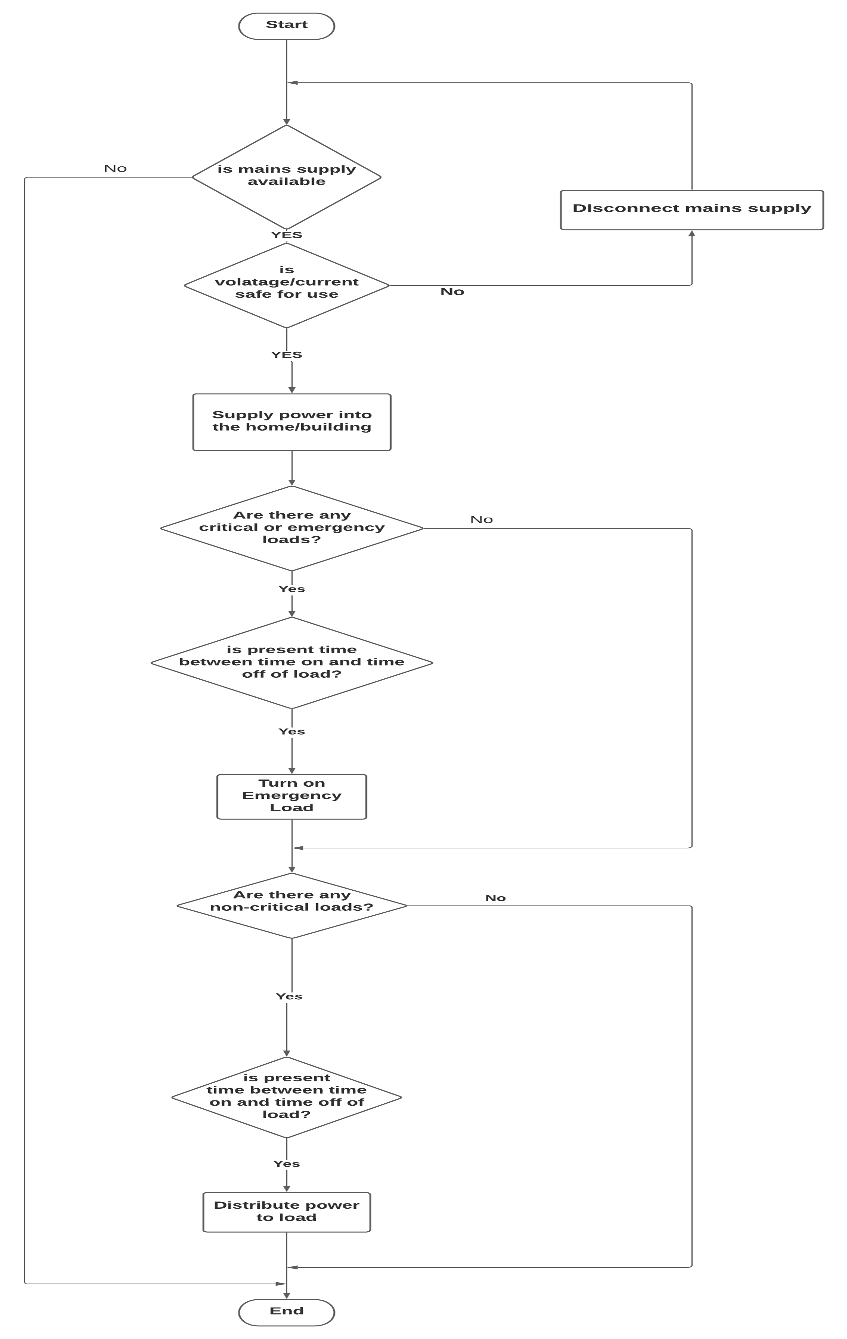 Start
No
is mains supply
available
DIsconnect mains supply
YES
is
volatage/current
safe for use
No
YES
Supply power into
the home/building
Are there any
critical or emergency
loads?
No
Yes
is present time
between time on and time
off of load?
Yes
Turn on
Emergency
Load
Are there any
non-critical loads?
No
Yes
is present
time between time
on and time off of
load?
Yes
Distribute power
to load
End